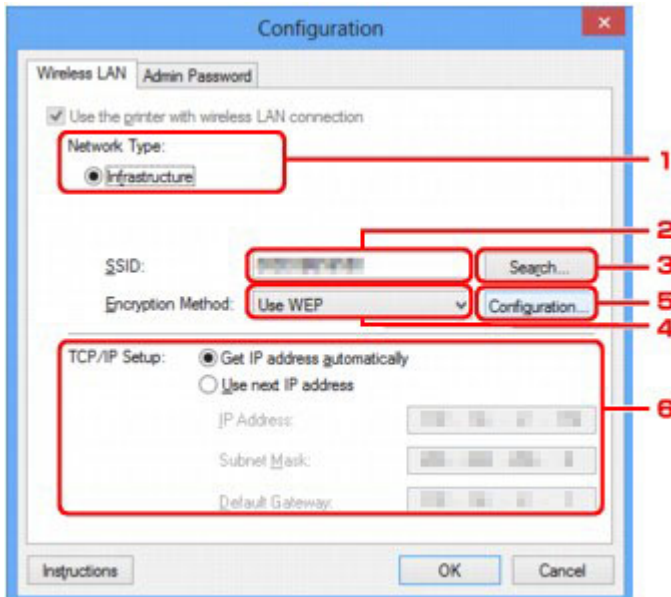 Configuration
Wireless LAN Admin Password
Use the printer with wireless LAN connection
Network Type:
Infrastructure
1
2
SSID: Search... 3
Encryption Method: Use WEP Configuration... 5
4
TCP/IP Setup: Get IP address automatically
Use next IP address
6
IP Address:
Subnet Mask:
Default Gateway:
Instructions OK Cancel